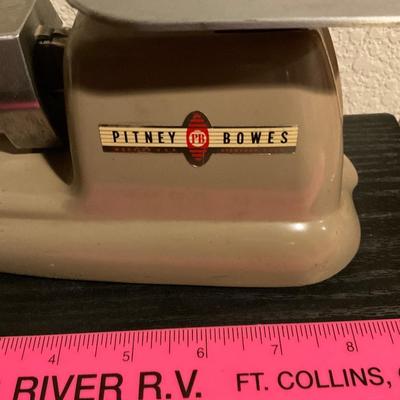 PITNEY PB BOWES
4 5 6 7 8
RIVER R.V. FT. COLLINS,